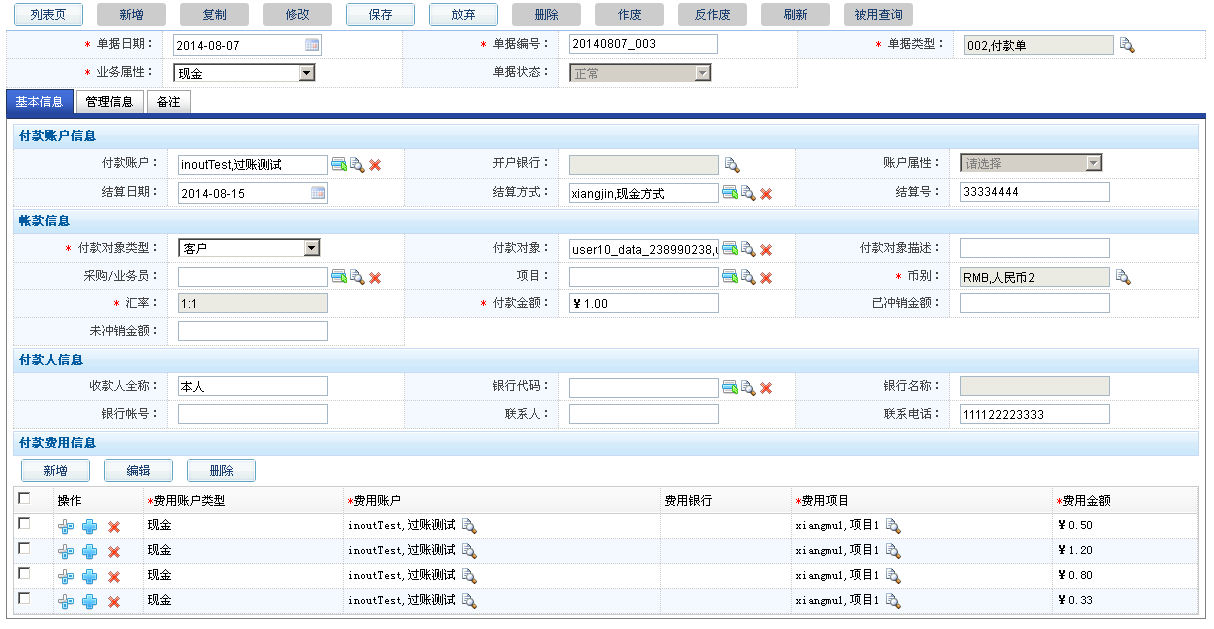 列表页 新增 复制 修改 保存 放弃 删除 作废 反作废 刷新 被用查询
* 单据日期： 2014-08-07 * 单据编号： 20140807_003 * 单据类型： 002,付款单
* 业务属性： 现金 单据状态： 正常
基本信息 管理信息 备注
付款账户信息
付款账户： inoutTest,过账测试 开户银行： 账户属性： 请选择
结算日期： 2014-08-15 结算方式： xiangjin,现金方式 结算号： 33334444
帐款信息
* 付款对象类型： 客户 付款对象： user10_data_238990238,u 付款对象描述：
采购/业务员： 项目： * 币别： RMB,人民币2
* 汇率： 1:1 * 付款金额： ¥1.00 已冲销金额：
未冲销金额：
付款人信息
收款人全称： 本人 银行代码： 银行名称：
银行帐号： 联系人： 联系电话： 111122223333
付款费用信息
新增 编辑 删除
操作 *费用账户类型 *费用账户 费用银行 *费用项目 *费用金额
现金 inoutTest,过账测试 xiangmu1,项目1 ¥0.50
现金 inoutTest,过账测试 xiangmu1,项目1 ¥1.20
现金 inoutTest,过账测试 xiangmu1,项目1 ¥0.80
现金 inoutTest,过账测试 xiangmu1,项目1 ¥0.33